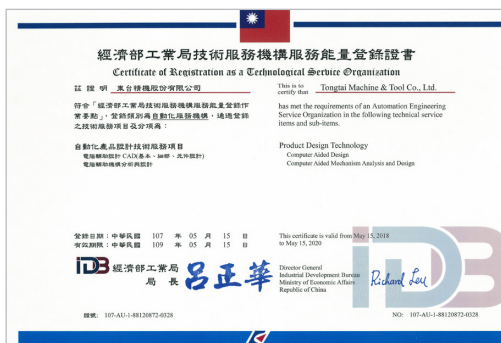 經濟部工業局技術服務機構服務能量登錄證書
Certificate of Registration as a Technological Service Organization
茲證明 東台精機股份有限公司
This is to certify that Tongtai Machine & Tool Co., Ltd.
符合「經濟部工業局技術服務機構服務能量登錄作
業要點」，登錄類別為自動化服務機構，通過登錄
之技術服務項目及分項為：
has met the requirements of an Automation Engineering
Service Organization in the following technical service
items and sub-items.
自動化產品設計技術服務項目
電腦輔助設計 CAD(基本、細部、元件設計)
電腦輔助機構分析與設計
Product Design Technology
Computer Aided Design
Computer Aided Mechanism Analysis and Design
登錄日期：中華民國 107 年 05 月 15 日
有效期限：中華民國 109 年 05 月 15 日
This certificate is valid from May 15, 2018
to May 15, 2020
IDB 經濟部工業局
局 長 呂正華
Director General
Industrial Development Bureau
Ministry of Economic Affairs
Republic of China
Richard Leu
IDB
證號： 107-AU-1-88120872-0328
NO: 107-AU-1-88120872-0328